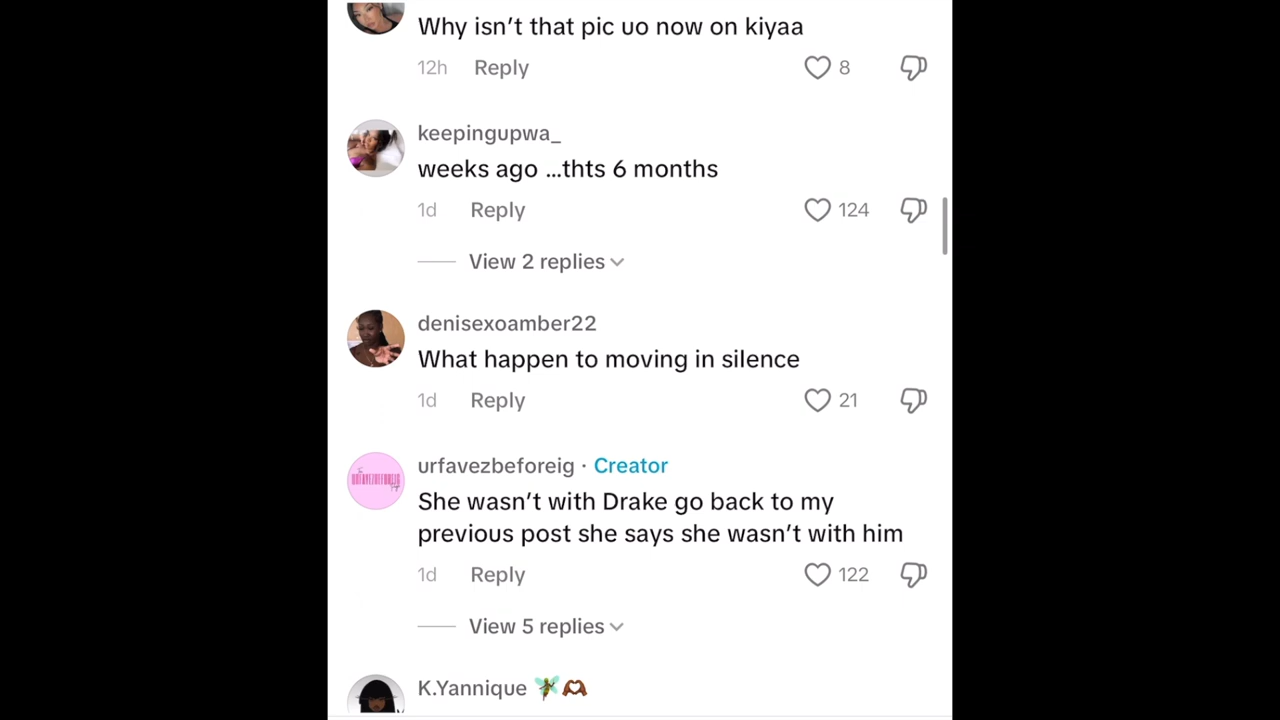 Why isn't that pic uo now on kiyaa
12h Reply 8
keepingupwa_
weeks ago ...thts 6 months
1d Reply 124
View 2 replies
denisexoamber22
What happen to moving in silence
1d Reply 21
urfavezbeforeig · Creator
She wasn't with Drake go back to my
previous post she says she wasn't with him
1d Reply 122
View 5 replies
K.Yannique 🧚🏾‍♀️🫶🏾